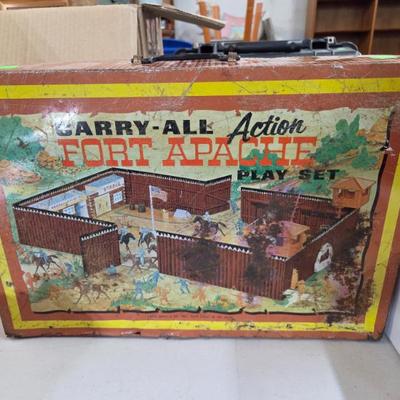 CARRY-ALL Action
FORT APACHE
PLAY SET